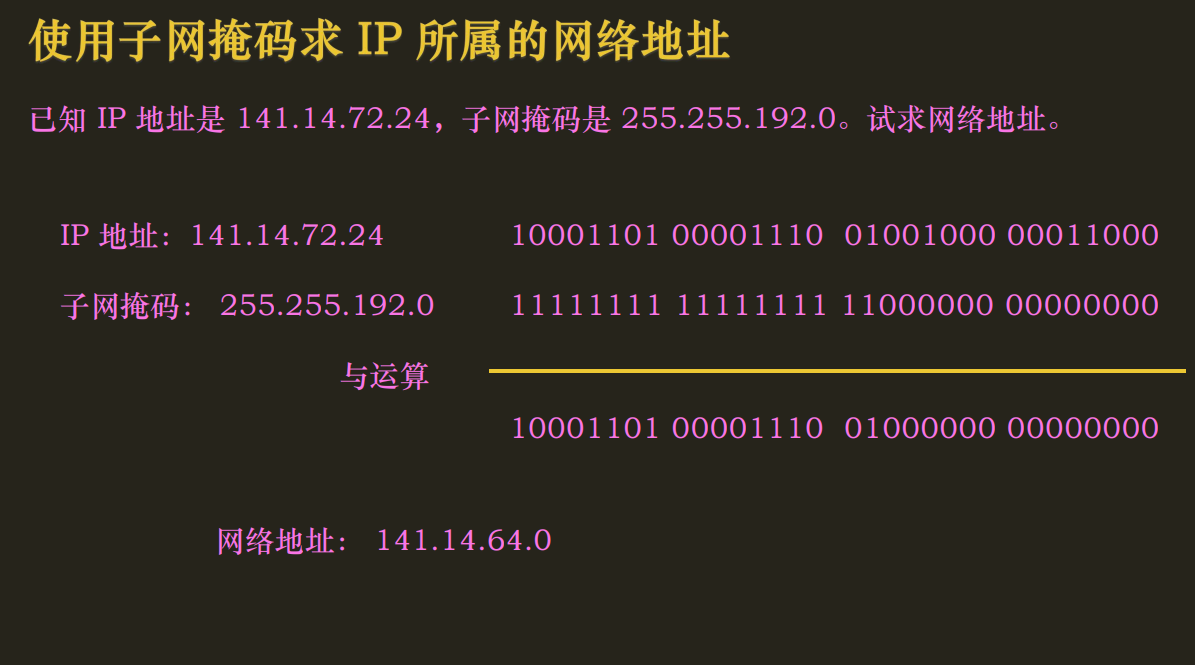 使用子网掩码求 IP 所属的网络地址
已知 IP 地址是 141.14.72.24，子网掩码是 255.255.192.0。试求网络地址。
IP 地址：141.14.72.24 10001101 00001110 01001000 00011000
子网掩码： 255.255.192.0 11111111 11111111 11000000 00000000
与运算
10001101 00001110 01000000 00000000
网络地址： 141.14.64.0